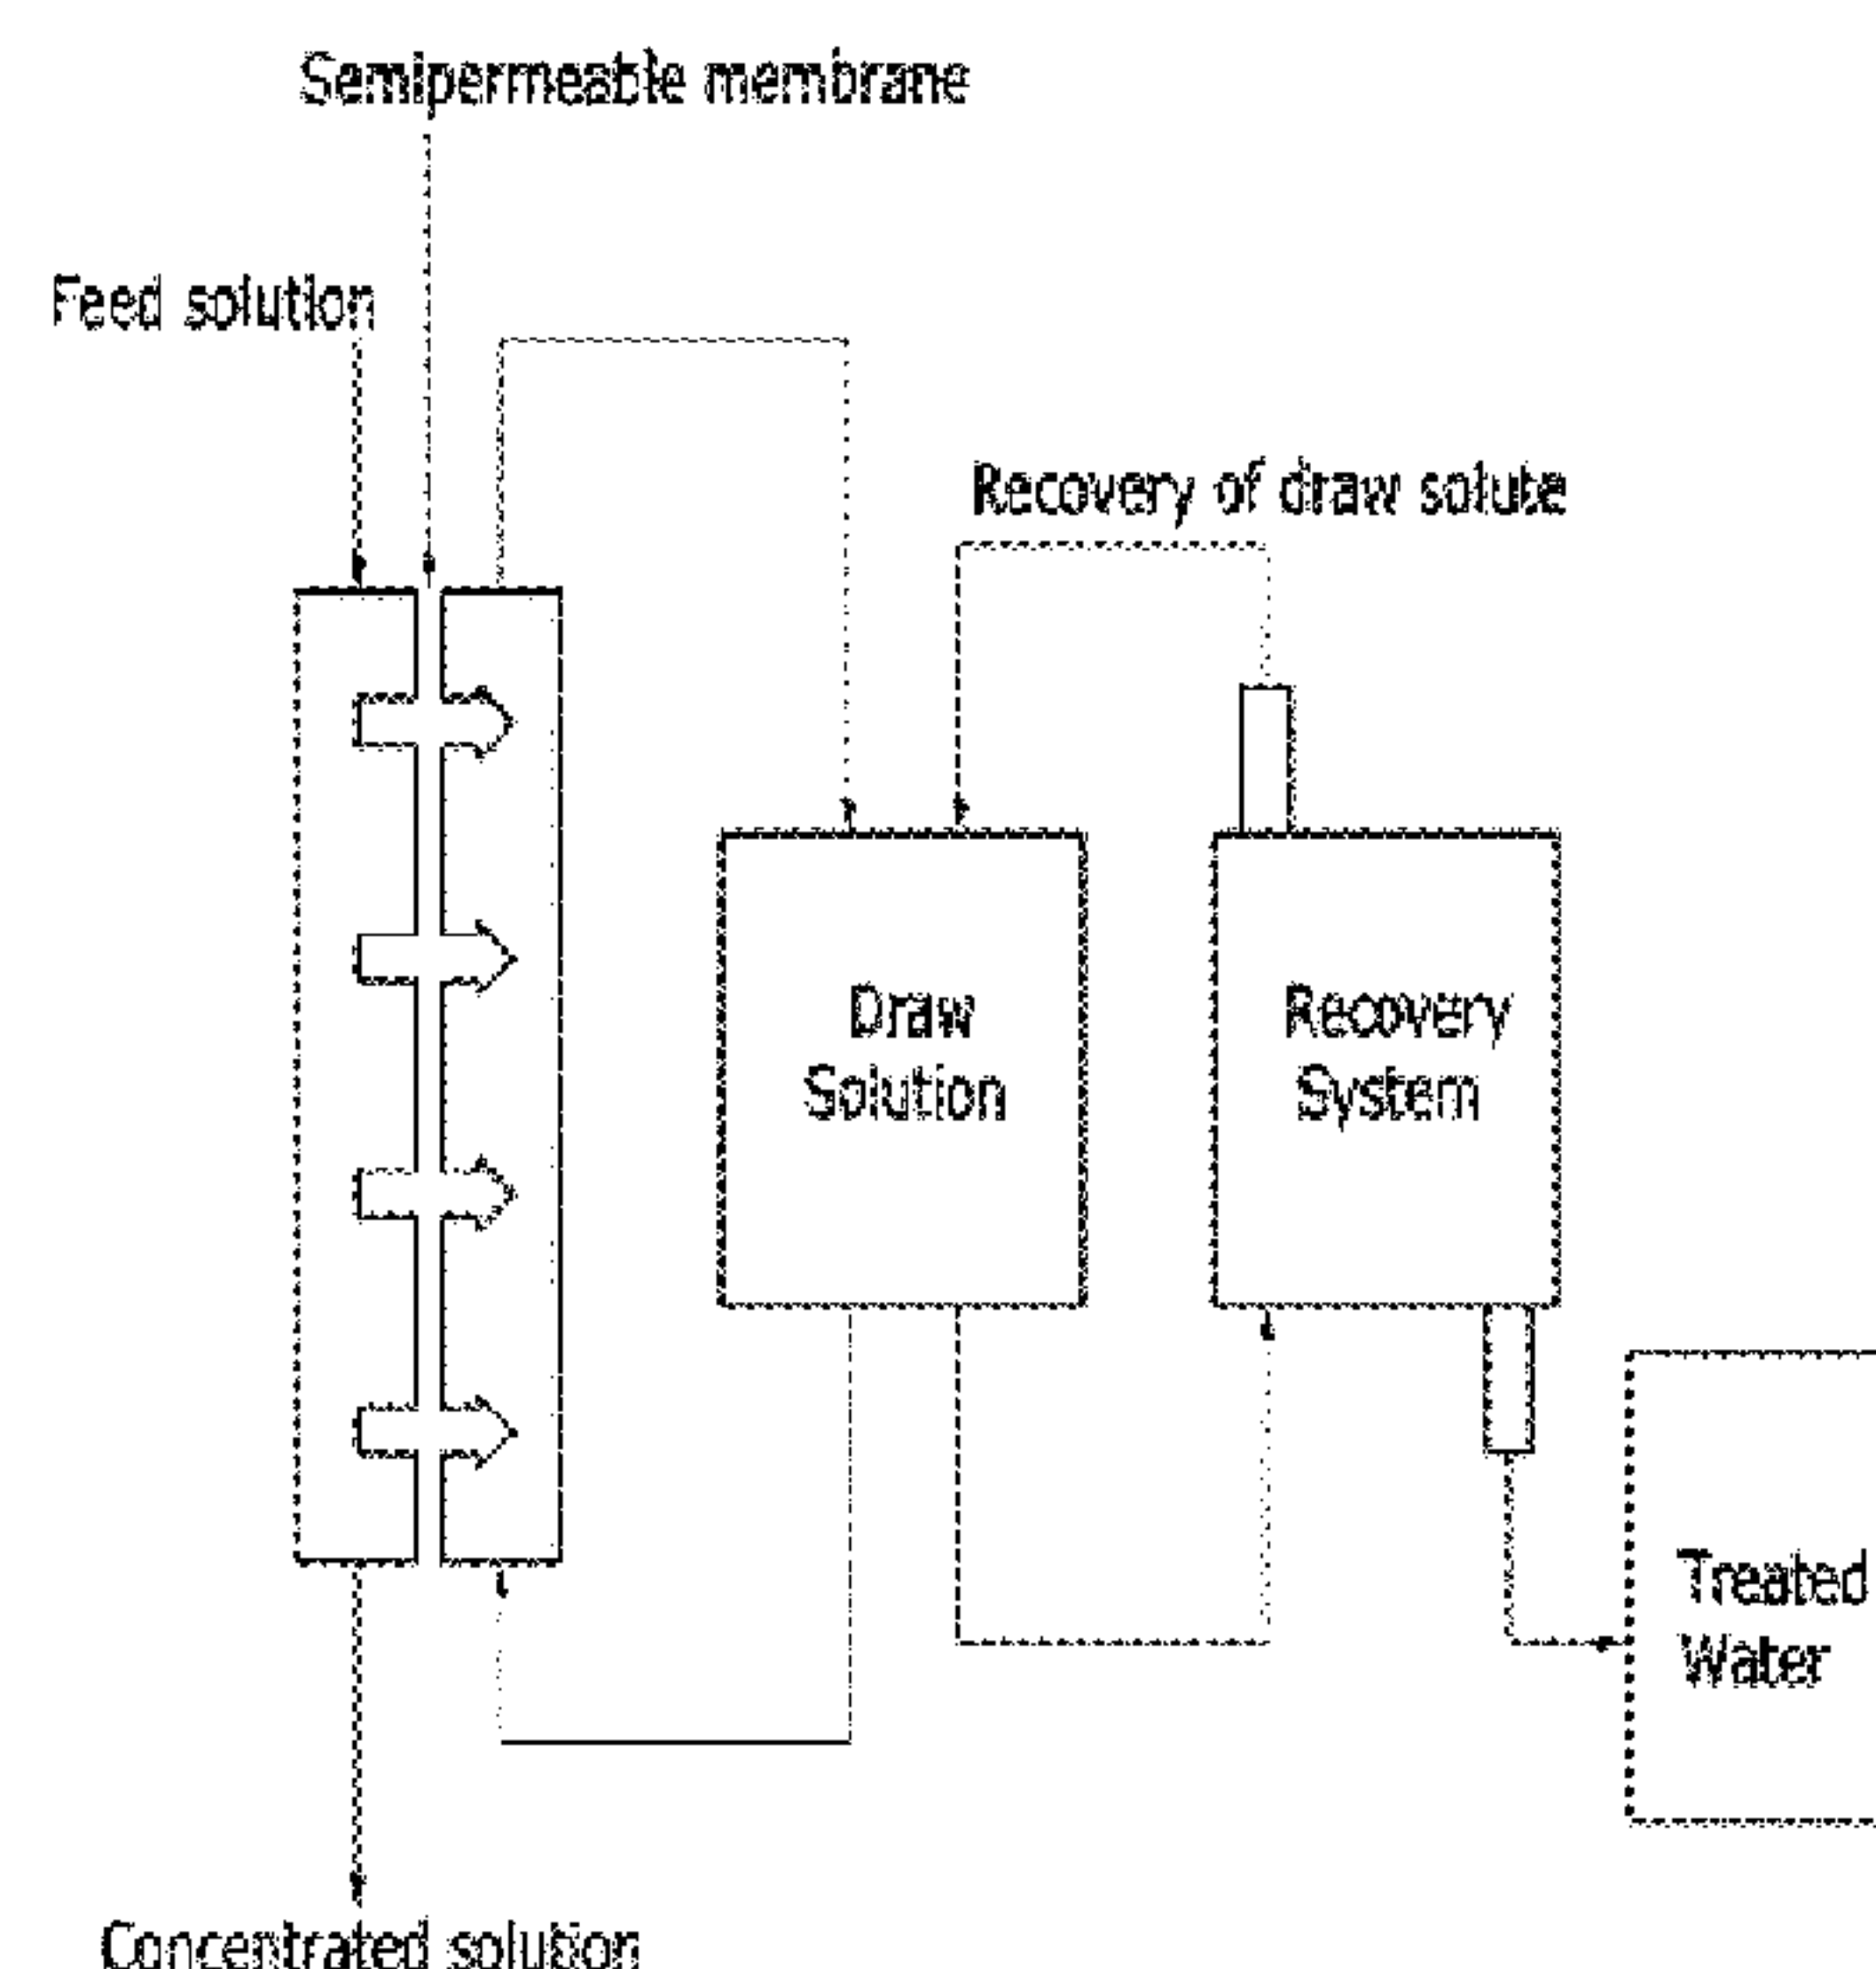 Semipermeable membrane
Feed solution
Recovery of draw solute
Draw
Solution
Recovery
System
Treated
Water
Concentrated solution